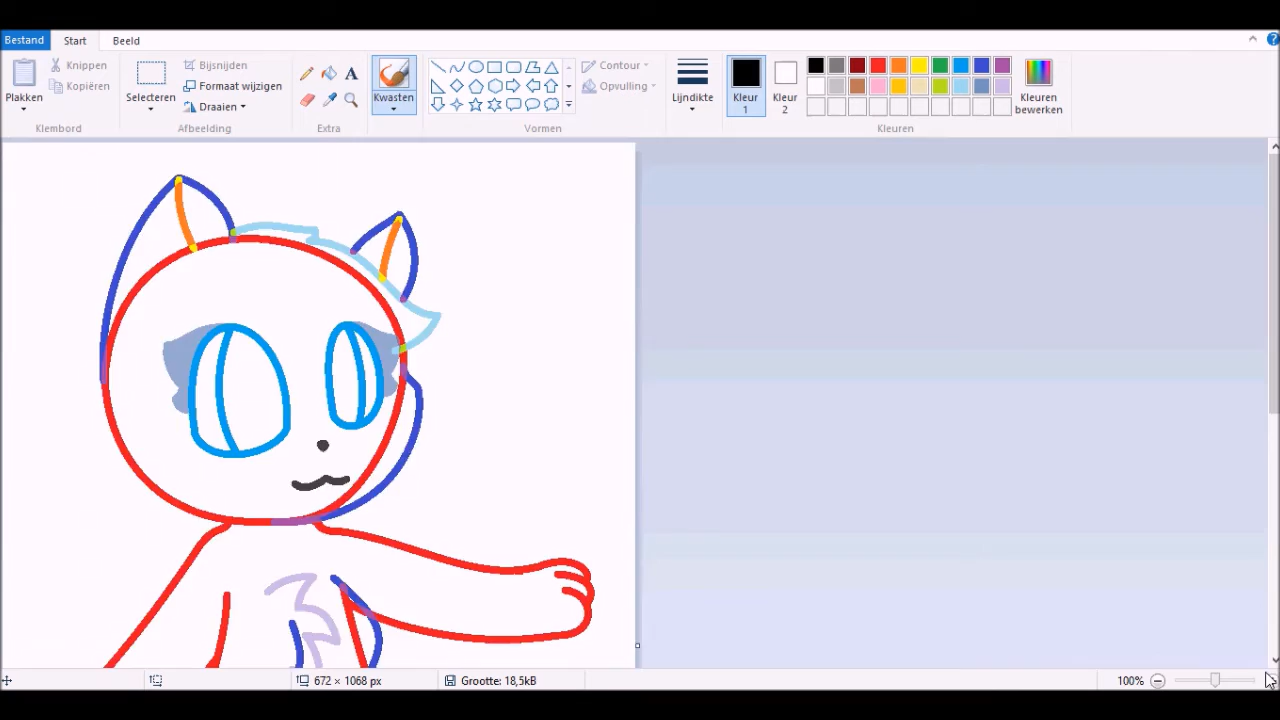 Bestand Start Beeld
Plakken
Knippen
Kopiëren
Klembord
Selecteren
Bijsnijden
Formaat wijzigen
Draaien
Afbeelding
A
Extra
Kwasten
Contour
Opvulling
Vormen
Lijndikte
Kleur
1
Kleur
2
Kleuren
bewerken
Kleuren
672 × 1068 px
Grootte: 18,5kB
100%